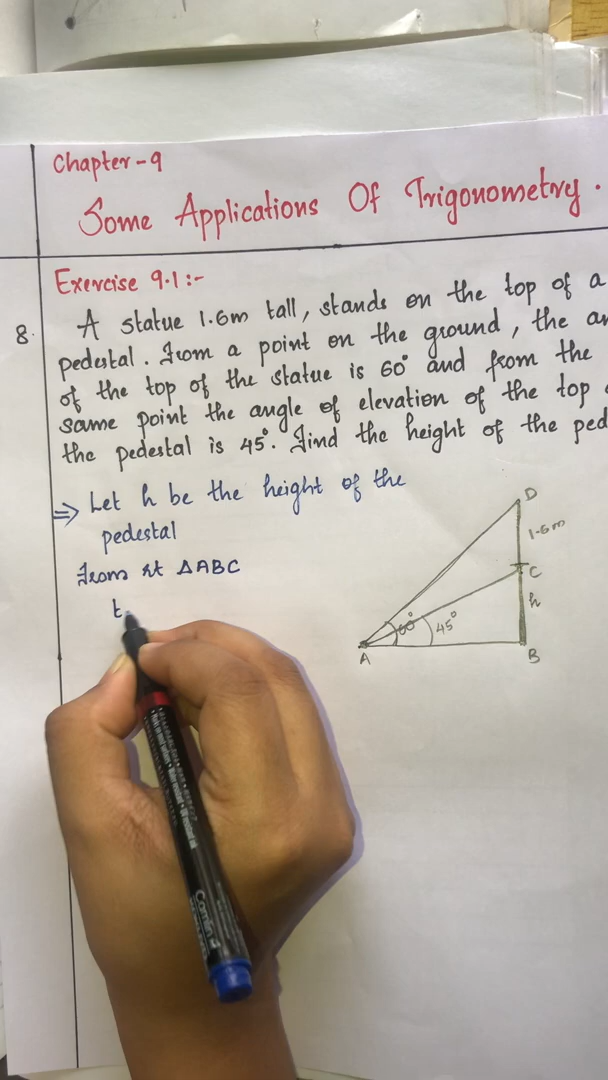 Chapter-9
Some Applications Of Trigonometry.
Exercise 9.1:-
8. A statue 1.6m tall, stands on the top of a
pedestal. From a point on the ground, the an
of the top of the statue is 60° and from the
same point the angle of elevation of the top
the pedestal is 45°. Find the height of the ped
⇒ Let h be the height of the
pedestal
From rt ΔABC
t
D
1.6m
C
h
60°
45°
A
B
Camlin